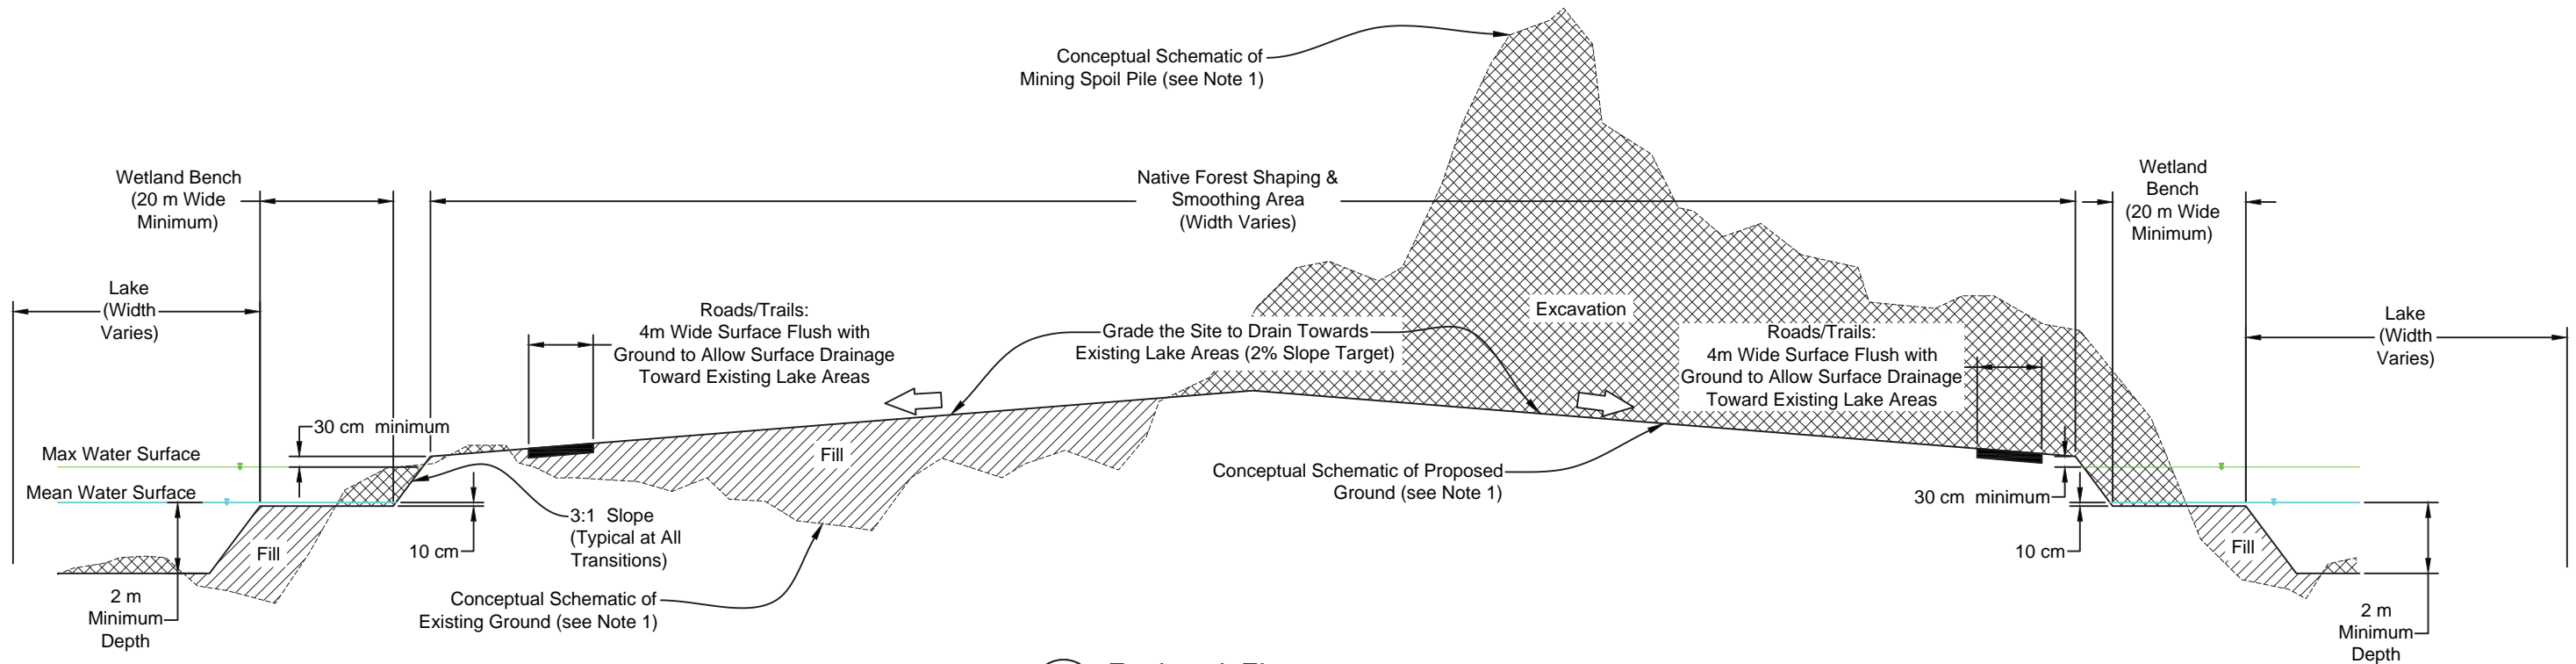 Conceptual Schematic of
Mining Spoil Pile (see Note 1)
Wetland Bench
(20 m Wide
Minimum)
Native Forest Shaping &
Smoothing Area
(Width Varies)
Wetland
Bench
(20 m Wide
Minimum)
Lake
(Width
Varies)
Roads/Trails:
4m Wide Surface Flush with
Ground to Allow Surface Drainage
Toward Existing Lake Areas
Grade the Site to Drain Towards
Existing Lake Areas (2% Slope Target)
Excavation
Roads/Trails:
4m Wide Surface Flush with
Ground to Allow Surface Drainage
Toward Existing Lake Areas
Lake
(Width
Varies)
30 cm minimum
Max Water Surface
Mean Water Surface
Fill
Conceptual Schematic of Proposed
Ground (see Note 1)
30 cm minimum
3:1 Slope
(Typical at All
Transitions)
10 cm
Fill
10 cm
Fill
2 m
Minimum
Depth
Conceptual Schematic of
Existing Ground (see Note 1)
2 m
Minimum
Depth